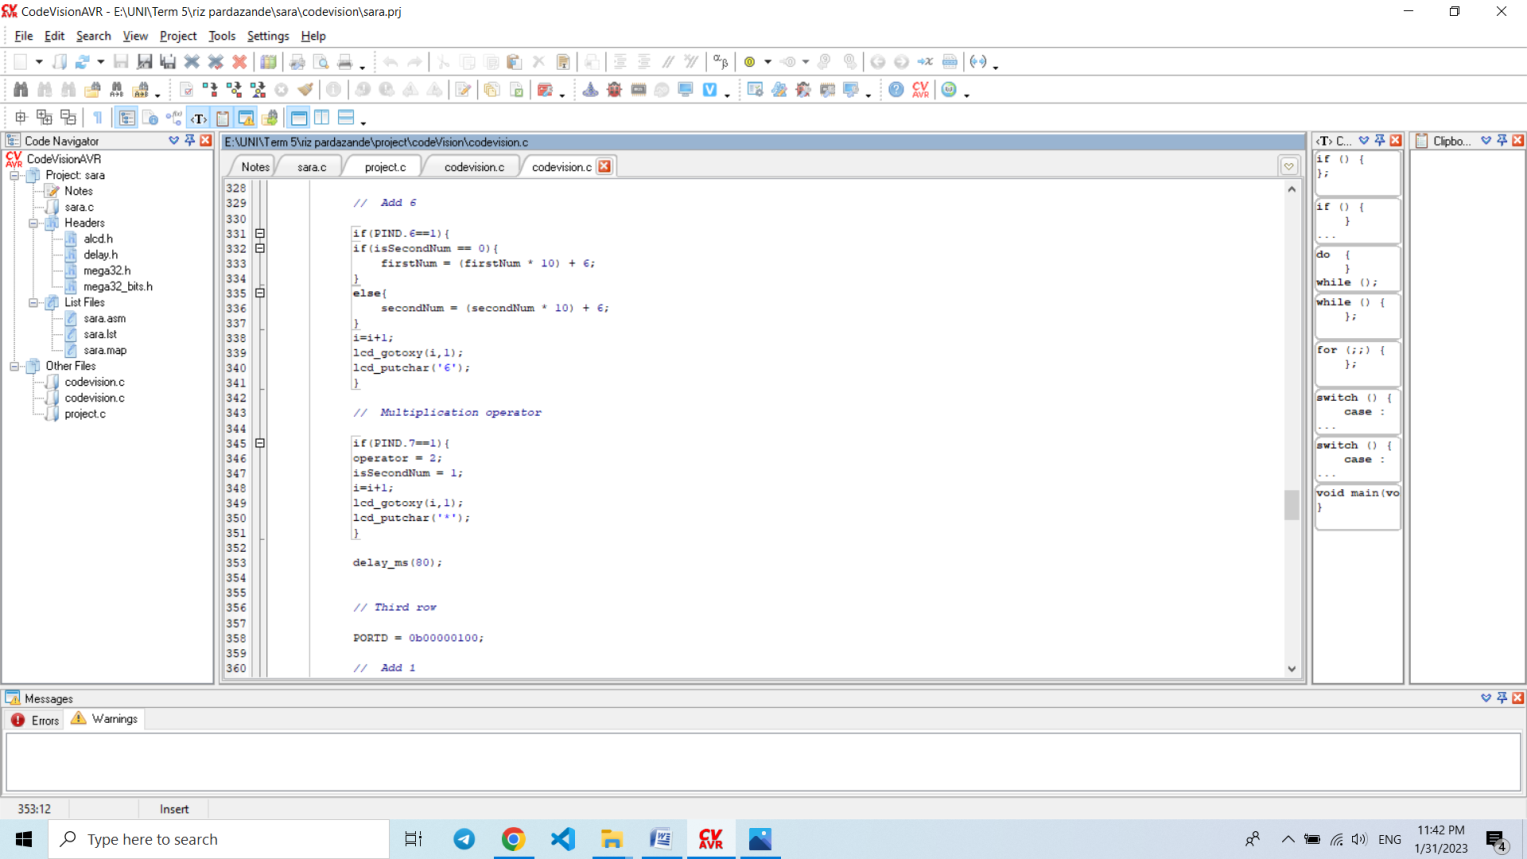 CodeVisionAVR - E:\UNI\Term 5\riz pardazande\sara\codevision\sara.prj
File Edit Search View Project Tools Settings Help
Code Navigator
CodeVisionAVR
Project: sara
Notes
sara.c
Headers
alcd.h
delay.h
mega32.h
mega32_bits.h
List Files
sara.asm
sara.lst
sara.map
Other Files
codevision.c
codevision.c
project.c
E:\UNI\Term 5\riz pardazande\project\codeVision\codevision.c
Notes sara.c project.c codevision.c codevision.c
328
329 // Add 6
330
331 if(PIND.6==1){
332 if(isSecondNum == 0){
333 firstNum = (firstNum * 10) + 6;
334 }
335 else{
336 secondNum = (secondNum * 10) + 6;
337 }
338 i=i+1;
339 lcd_gotoxy(i,1);
340 lcd_putchar('6');
341 }
342
343 // Multiplication operator
344
345 if(PIND.7==1){
346 operator = 2;
347 isSecondNum = 1;
348 i=i+1;
349 lcd_gotoxy(i,1);
350 lcd_putchar('*');
351 }
352
353 delay_ms(80);
354
355
356 // Third row
357
358 PORTD = 0b00000100;
359
360 // Add 1
<T> C...
if () {
};
if () {
}
...
do {
}
while ();
while () {
};
for (;;) {
};
switch () {
case :
...
switch () {
case :
...
void main(vo
}
Clipbo...
Messages
Errors Warnings
353:12 Insert
Type here to search
ENG
11:42 PM
1/31/2023
4